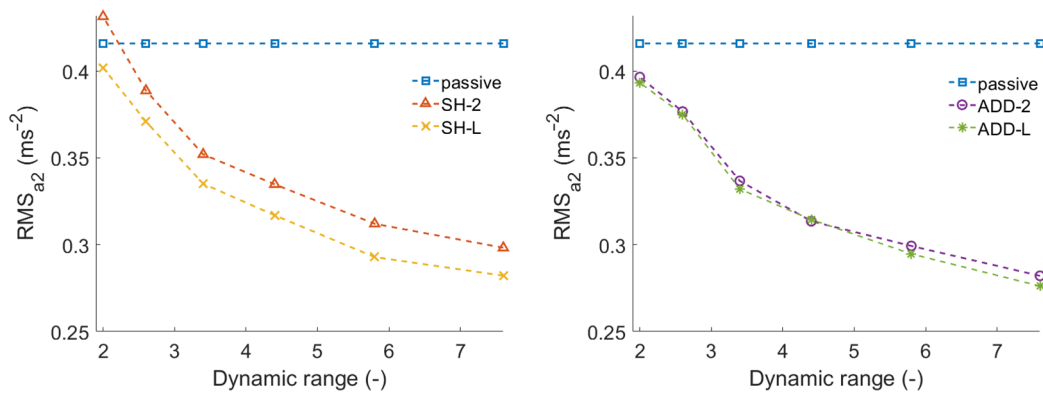 0.4
0.35
0.3
0.25
RMS_a2 (ms^-2)
passive
SH-2
SH-L
2 3 4 5 6 7
Dynamic range (-)
0.4
0.35
0.3
0.25
RMS_a2 (ms^-2)
passive
ADD-2
ADD-L
2 3 4 5 6 7
Dynamic range (-)